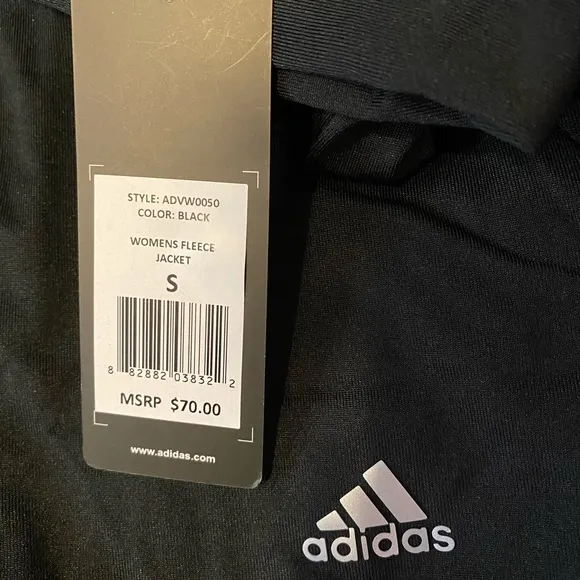 STYLE: ADVW0050
COLOR: BLACK
WOMENS FLEECE
JACKET
S
8 82882 03832 2
MSRP $70.00
www.adidas.com
adidas